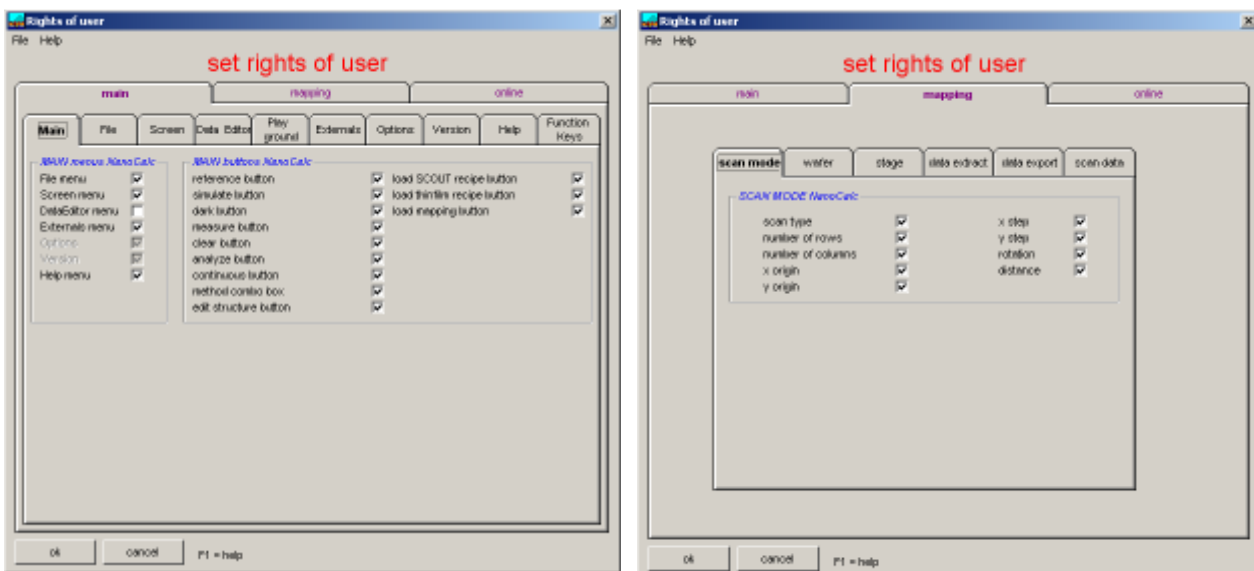 Rights of user
File Help
set rights of user
main mapping online
Main File Screen Data Editor Play ground Externals Options Version Help Function Keys
MAIN menus NanoCalc
File menu
Screen menu
DataEditor menu
Externals menu
Options
Version
Help menu
MAIN buttons NanoCalc
reference button
simulate button
dark button
measure button
clear button
analyze button
continuous button
method combo box
edit structure button
load SCOUT recipe button
load thinfilm recipe button
load mapping button
ok cancel F1 = help
Rights of user
File Help
set rights of user
main mapping online
scan mode wafer stage data extract data export scan data
SCAN MODE NanoCalc
scan type
number of rows
number of columns
x origin
y origin
x step
y step
rotation
distance
ok cancel F1 = help